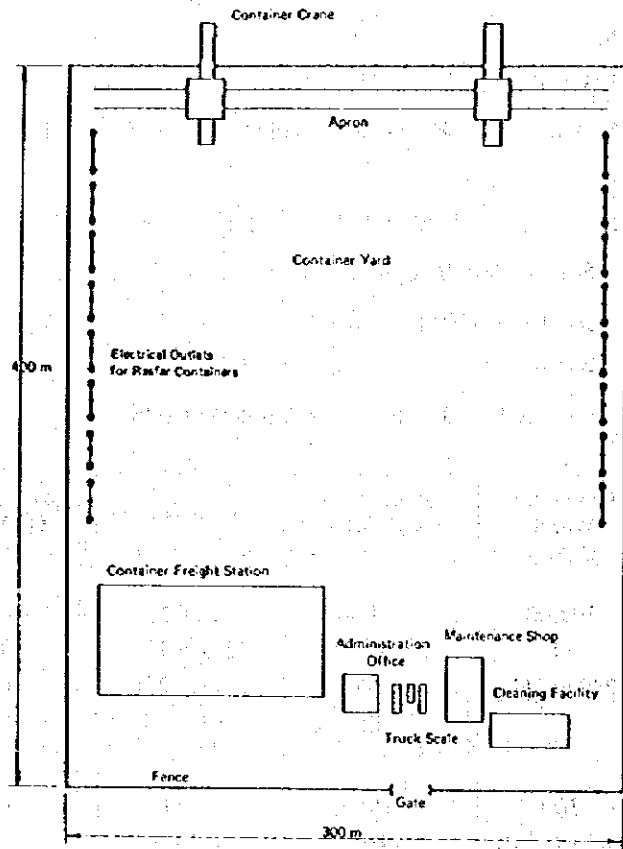 Container Crane
Apron
Container Yard
400 m
Electrical Outlets
for Reefer Containers
Container Freight Station
Administration
Office
Maintenance Shop
Cleaning Facility
Truck Scale
Fence
Gate
300 m